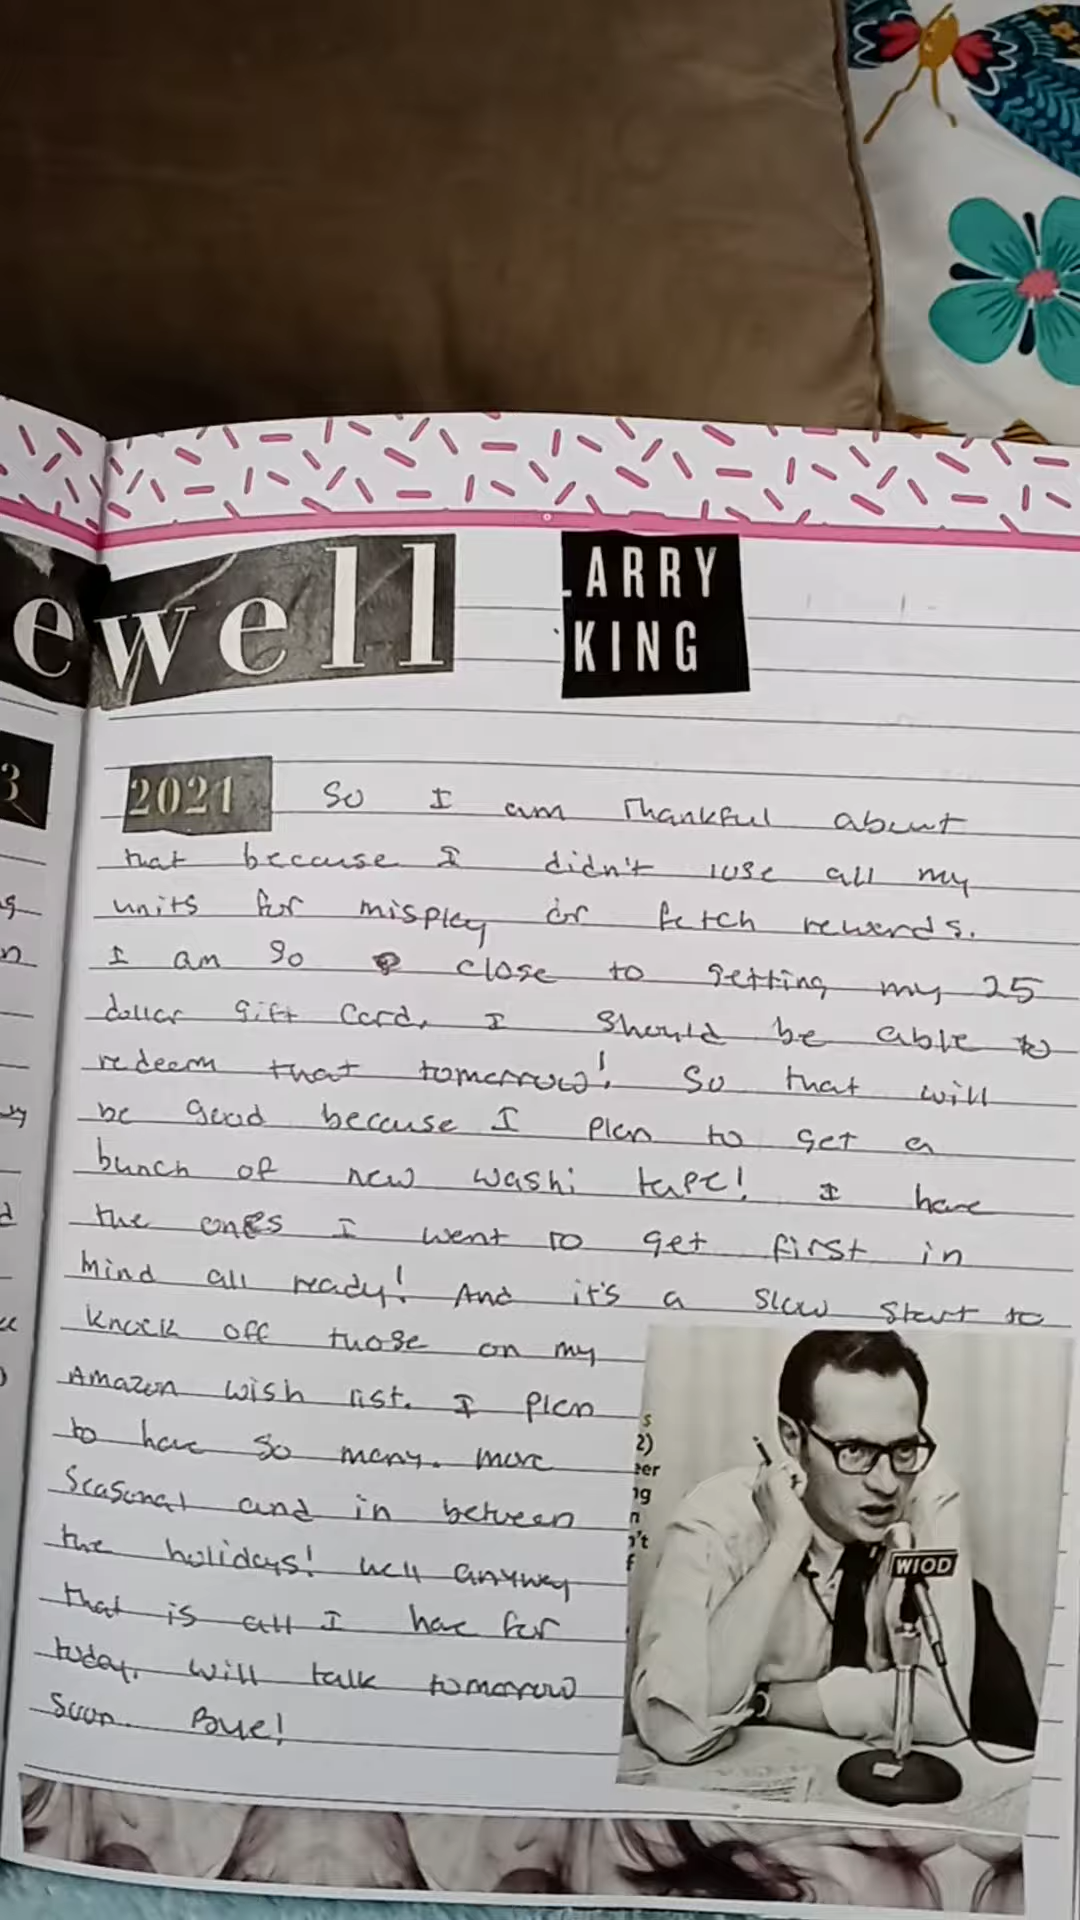 ewell
LARRY
KING
3
2021 So I am Thankful about
that because I didn't lose all my
units for misplay or fetch rewards.
I am so close to getting my 25
dollar gift card. I should be able to
redeem that tomorrow! So that will
be good because I plan to get a
bunch of new washi tape! I have
the ones I want to get first in
mind all ready! And it's a slow start to
knock off those on my
Amazon wish list. I plan
to have so many. more
seasonal and in between
the holidays! Well anyway
that is all I have for
today. will talk tomorrow
soon. Bye!
s
2)
eer
ng
n
n't
f
WIOD